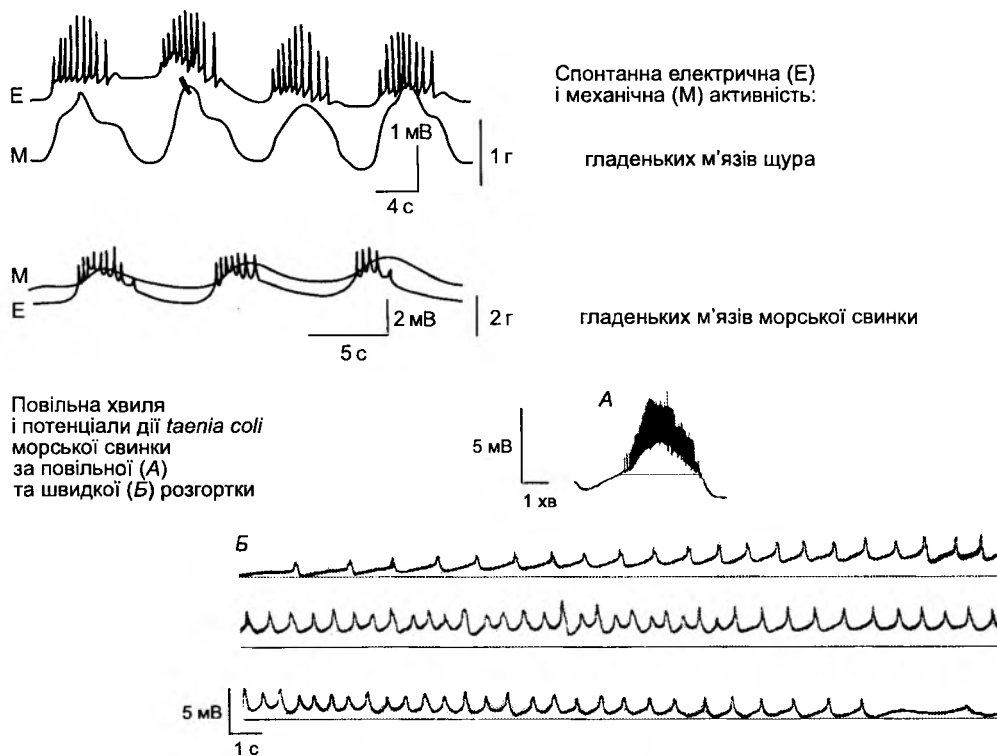 Спонтанна електрична (Е)
і механічна (М) активність:
Е
М
1 мВ
1 г
4 с
гладеньких м'язів щура
М
Е
2 мВ
2 г
5 с
гладеньких м'язів морської свинки
Повільна хвиля
і потенціали дії taenia coli
морської свинки
за повільної (А)
та швидкої (Б) розгортки
А
5 мВ
1 хв
Б
5 мВ
1 с